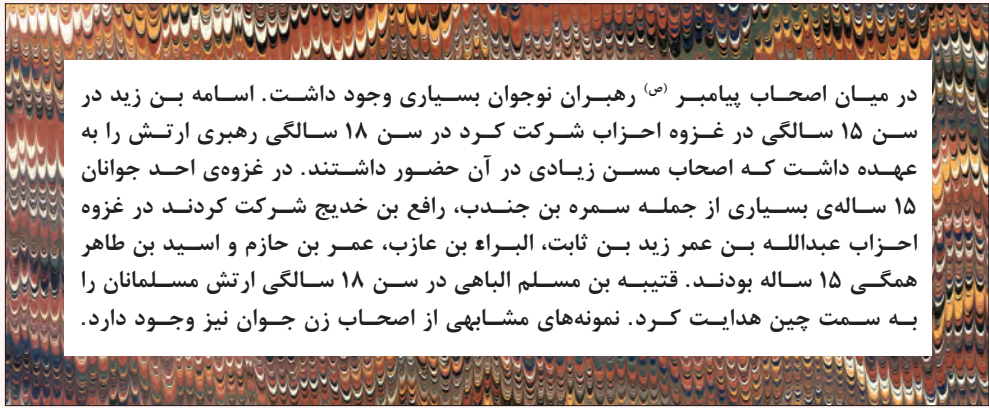 در میان اصحاب پیامبر (ص) رهبران نوجوان بسیاری وجود داشت. اسامه بن زید در
سن ۱۵ سالگی در غزوه احزاب شرکت کرد در سن ۱۸ سالگی رهبری ارتش را به
عهده داشت که اصحاب مسن زیادی در آن حضور داشتند. در غزوه‌ی احد جوانان
۱۵ ساله‌ی بسیاری از جمله سمره بن جندب، رافع بن خدیج شرکت کردند در غزوه
احزاب عبدالله بن عمر زید بن ثابت، البراء بن عازب، عمر بن حازم و اسید بن طاهر
همگی ۱۵ ساله بودند. قتیبه بن مسلم الباهی در سن ۱۸ سالگی ارتش مسلمانان را
به سمت چین هدایت کرد. نمونه‌های مشابهی از اصحاب زن جوان نیز وجود دارد.